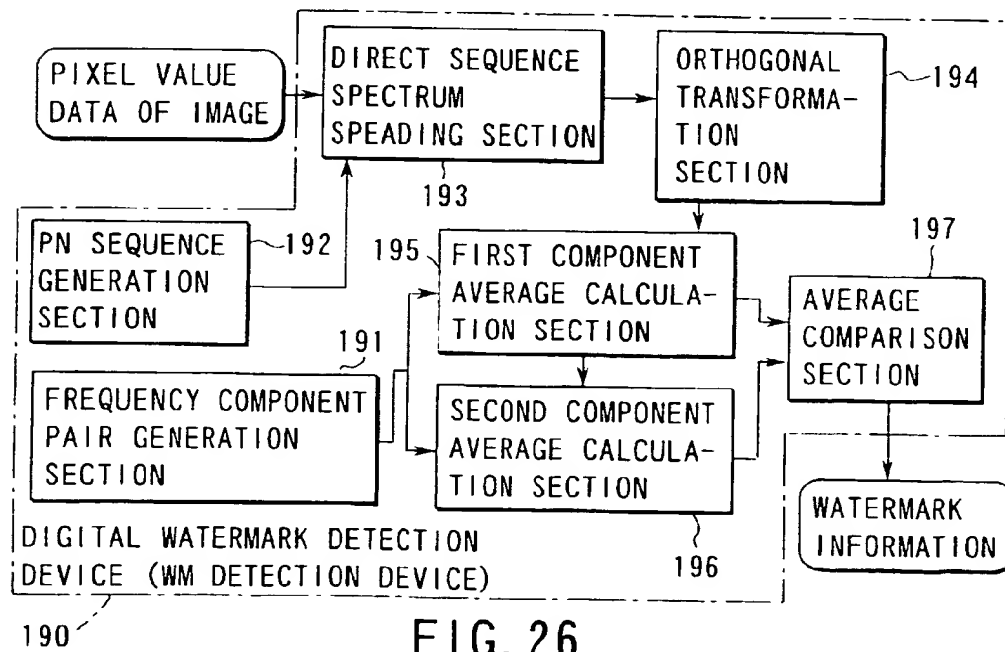 PIXEL VALUE
DATA OF IMAGE
DIRECT SEQUENCE
SPECTRUM
SPEADING SECTION
193
ORTHOGONAL
TRANSFORMA-
TION
SECTION
194
PN SEQUENCE
GENERATION
SECTION
192
195
FIRST COMPONENT
AVERAGE CALCULA-
TION SECTION
197
AVERAGE
COMPARISON
SECTION
191
FREQUENCY COMPONENT
PAIR GENERATION
SECTION
SECOND COMPONENT
AVERAGE CALCULA-
TION SECTION
196
WATERMARK
INFORMATION
DIGITAL WATERMARK DETECTION
DEVICE (WM DETECTION DEVICE)
190
FIG. 26